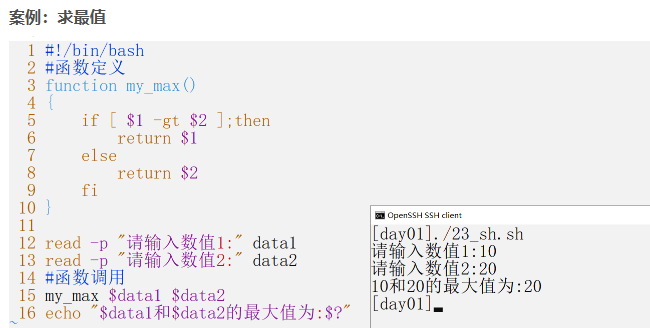 案例：求最值
1 #!/bin/bash
2 #函数定义
3 function my_max()
4 {
5     if [ $1 -gt $2 ];then
6         return $1
7     else
8         return $2
9     fi
10 }
11
12 read -p "请输入数值1:" data1
13 read -p "请输入数值2:" data2
14 #函数调用
15 my_max $data1 $data2
16 echo "$data1和$data2的最大值为:$?"
~
OpenSSH SSH client
[day01]./23_sh.sh
请输入数值1:10
请输入数值2:20
10和20的最大值为:20
[day01]